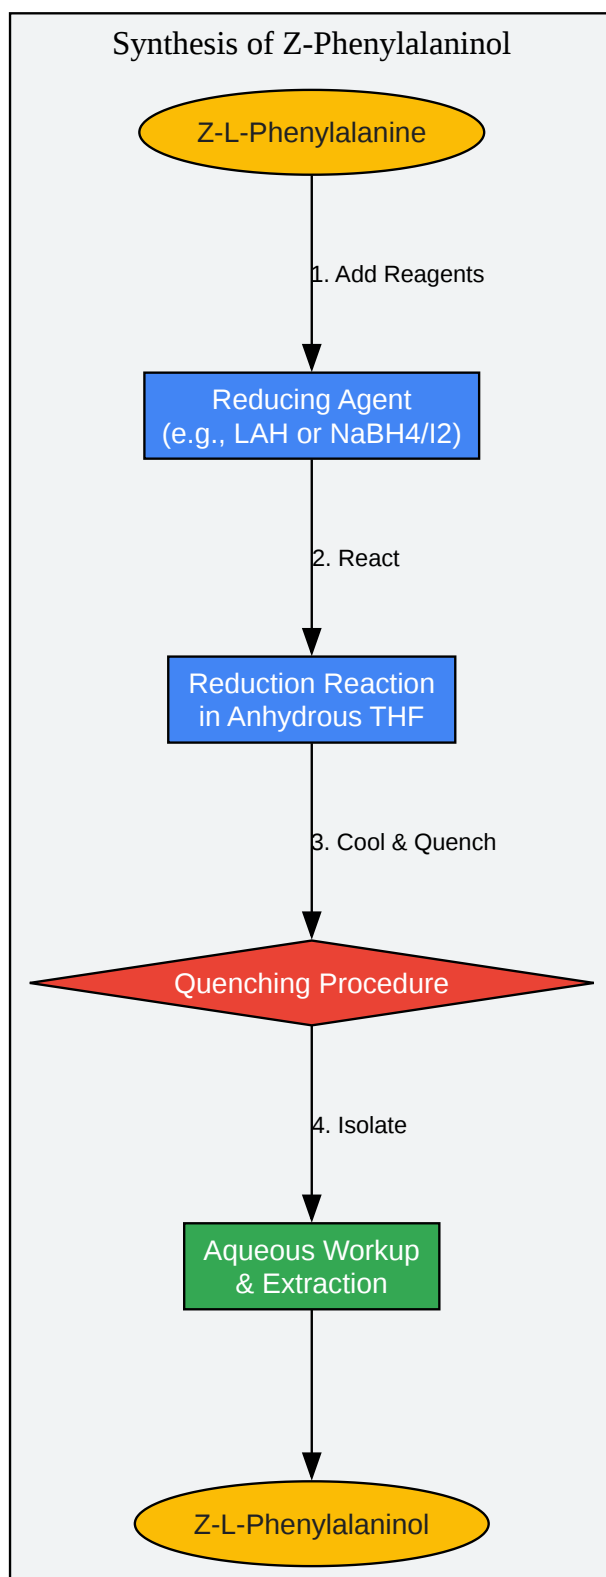 Synthesis of Z-Phenylalaninol
Z-L-Phenylalanine
1. Add Reagents
Reducing Agent
(e.g., LAH or NaBH4/I2)
2. React
Reduction Reaction
in Anhydrous THF
3. Cool & Quench
Quenching Procedure
4. Isolate
Aqueous Workup
& Extraction
Z-L-Phenylalaninol